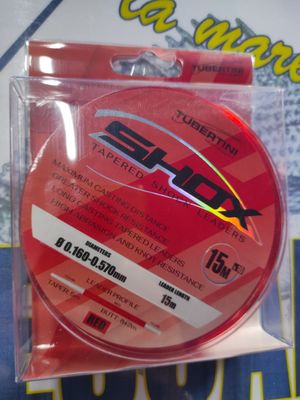 la mare
TUBERTINI
TUBERTINI
SHOX
TAPERED SHOCK LEADERS
MAXIMUM CASTING DISTANCE
GREATER SHOCK RESISTANCE
LONG CASTING TAPERED LEADERS
HIGH ABRASION AND KNOT RESISTANCE
15M
DIAMETERS
Ø 0.160-0.570mm
LEADER LENGTH
15m
LEADER PROFILE
TAPER
BUTT
RED